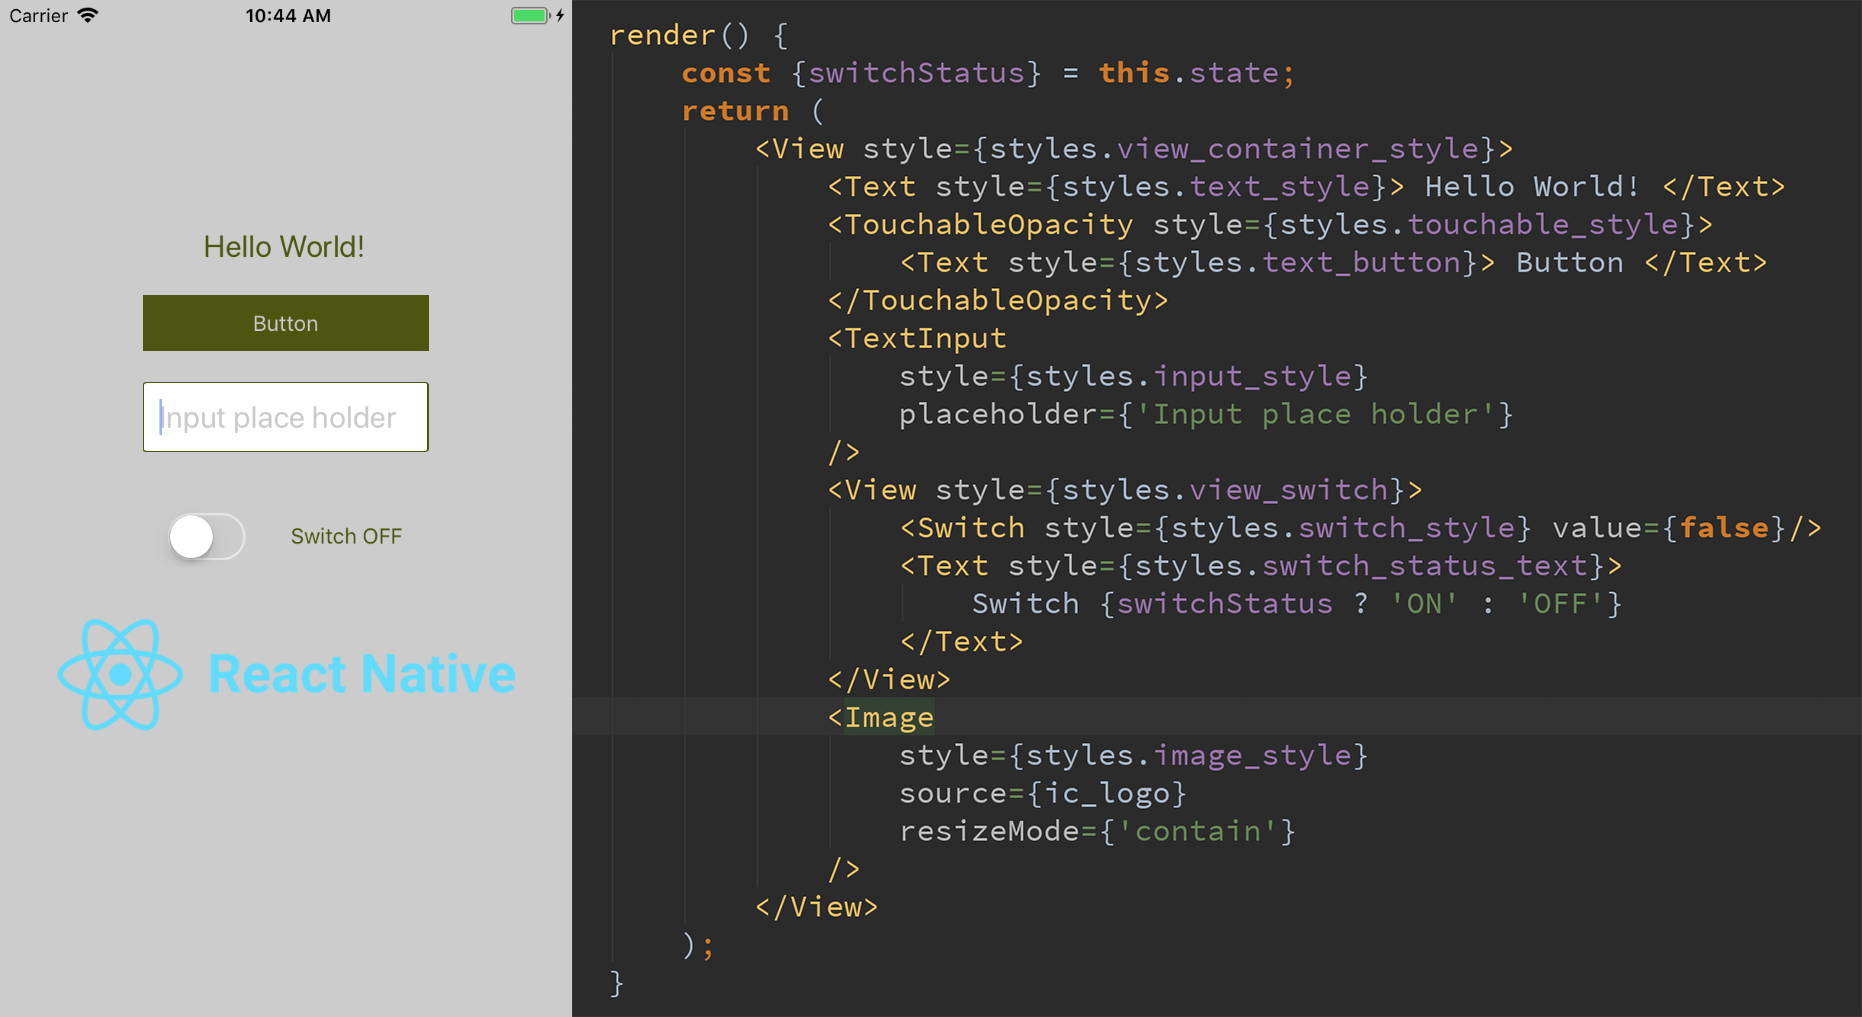 Carrier 10:44 AM
Hello World!
Button
Input place holder
Switch OFF
React Native
render() {
    const {switchStatus} = this.state;
    return (
        <View style={styles.view_container_style}>
            <Text style={styles.text_style}> Hello World! </Text>
            <TouchableOpacity style={styles.touchable_style}>
                <Text style={styles.text_button}> Button </Text>
            </TouchableOpacity>
            <TextInput
                style={styles.input_style}
                placeholder={'Input place holder'}
            />
            <View style={styles.view_switch}>
                <Switch style={styles.switch_style} value={false}/>
                <Text style={styles.switch_status_text}>
                    Switch {switchStatus ? 'ON' : 'OFF'}
                </Text>
            </View>
            <Image
                style={styles.image_style}
                source={ic_logo}
                resizeMode={'contain'}
            />
        </View>
    );
}